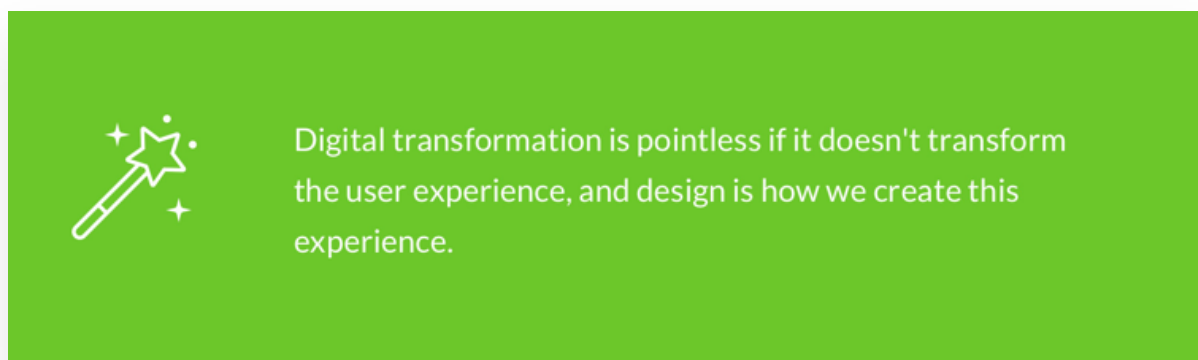 Digital transformation is pointless if it doesn't transform
the user experience, and design is how we create this
experience.